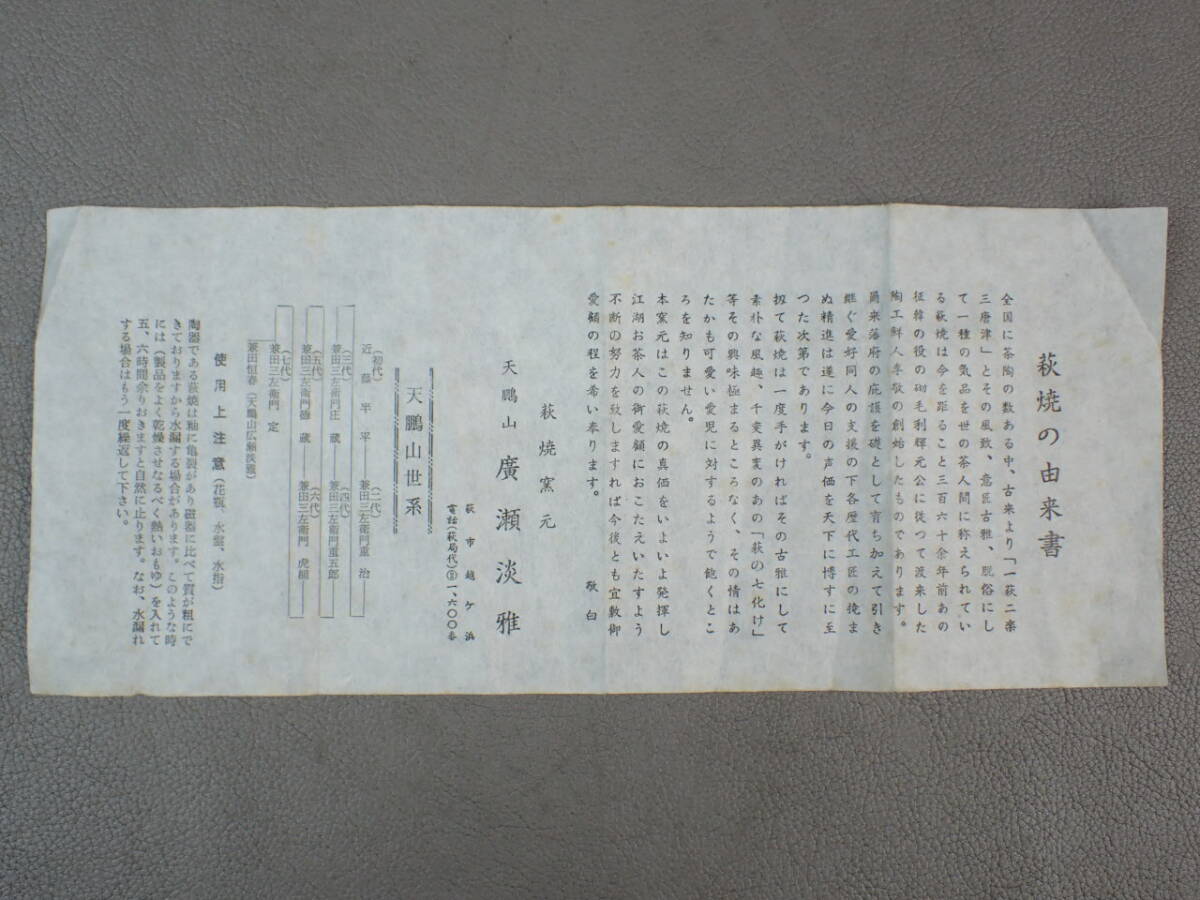 萩焼の由来書
全国に茶陶の数ある中、古来より「一萩二楽
三唐津」とその風致、意匠古雅、脱俗にし
て一種の気品を世の茶人間に称えられてい
る萩焼は今を距ること三百六十余年前あの
征韓の役の砌毛利輝元公に従つて渡来した
陶工鮮人李敬の創始したものであります。
爾来藩府の庇護を礎として育ち加えて引き
継ぐ愛好同人の支援の下各歴代工匠の撓ま
ぬ精進は遂に今日の声価を天下に博すに至
つた次第であります。
扨て萩焼は一度手がければその古雅にして
素朴な風趣、千変異変のあの「萩の七化け」
等その興味極まるところなく、その情はあ
たかも可愛い愛児に対するようで飽くとこ
ろを知りません。
本窯元はこの萩焼の真価をいよいよ発揮し
江湖お茶人の御愛顧におこたえいたすよう
不断の努力を致しますれば今後とも宜敷御
愛顧の程を希い奉ります。
敬白
萩焼窯元
天鵬山 廣瀬淡雅
萩市越ケ浜
電話(萩局代)⑤一、六〇〇番
天鵬山世系
(初代) 近藤半平
(二代) 兼田三左衛門重治
(三代) 兼田三左衛門庄蔵
(四代) 兼田三左衛門重五郎
(五代) 兼田三左衛門徳蔵
(六代) 兼田三左衛門虎槌
(七代) 兼田三左衛門定
兼田恒春(天鵬山広瀬淡雅)
使用上注意(花瓶、水盤、水指)
陶器である萩焼は釉に亀裂があり磁器に比べて質が粗にで
きておりますから水漏する場合があります。このような時
には(製品をよく乾燥させなるべく熱いおもゆ)を入れて
五、六時間余りおきますと自然に止ります。なお、水漏れ
する場合はもう一度繰返して下さい。